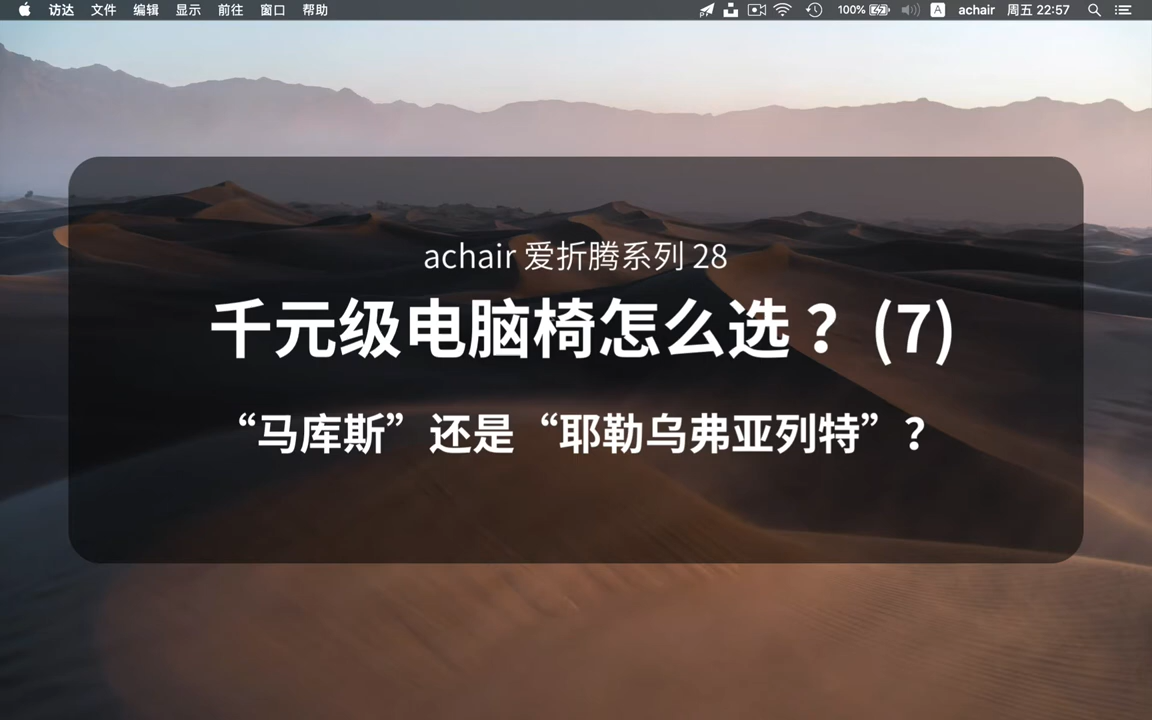 访达 文件 编辑 显示 前往 窗口 帮助 100% A achair 周五 22:57
achair 爱折腾系列 28
千元级电脑椅怎么选？(7)
“马库斯”还是“耶勒乌弗亚列特”？